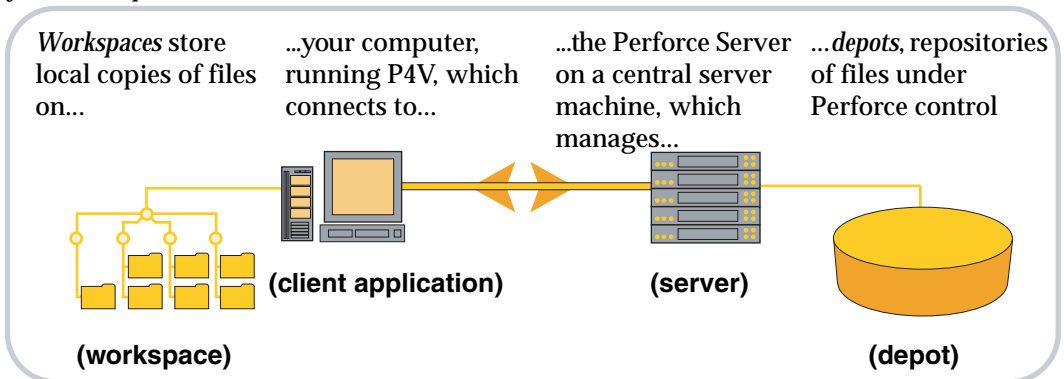 Workspaces store
local copies of files
on...
...your computer,
running P4V, which
connects to...
...the Perforce Server
on a central server
machine, which
manages...
...depots, repositories
of files under
Perforce control
(client application)
(server)
(workspace)
(depot)